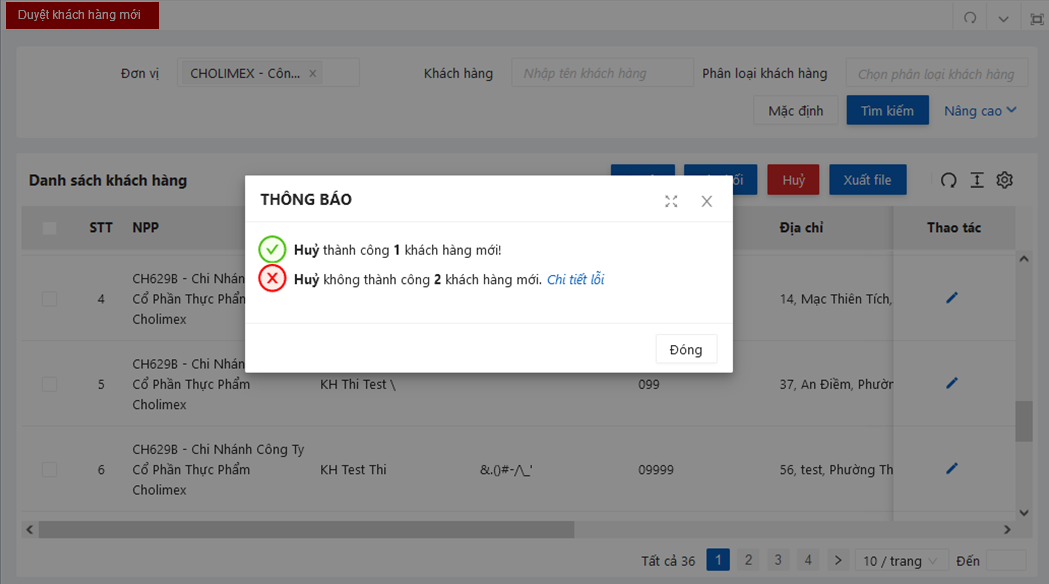 Duyệt khách hàng mới
Đơn vị
CHOLIMEX - Côn... ×
Khách hàng
Nhập tên khách hàng
Phân loại khách hàng
Chọn phân loại khách hàng
Mặc định
Tìm kiếm
Nâng cao
Danh sách khách hàng
Huỷ
Xuất file
STT
NPP
Địa chỉ
Thao tác
THÔNG BÁO
Huỷ thành công 1 khách hàng mới!
Huỷ không thành công 2 khách hàng mới. Chi tiết lỗi
Đóng
4
CH629B - Chi Nhánh
Cổ Phần Thực Phẩm
Cholimex
14, Mạc Thiên Tích,
5
CH629B - Chi Nhánh
Cổ Phần Thực Phẩm
Cholimex
KH Thi Test \
099
37, An Điềm, Phườn
6
CH629B - Chi Nhánh Công Ty
Cổ Phần Thực Phẩm
Cholimex
KH Test Thi
&.()#-/\_'
09999
56, test, Phường Th
Tất cả 36
1 2 3 4 >
10 / trang
Đến